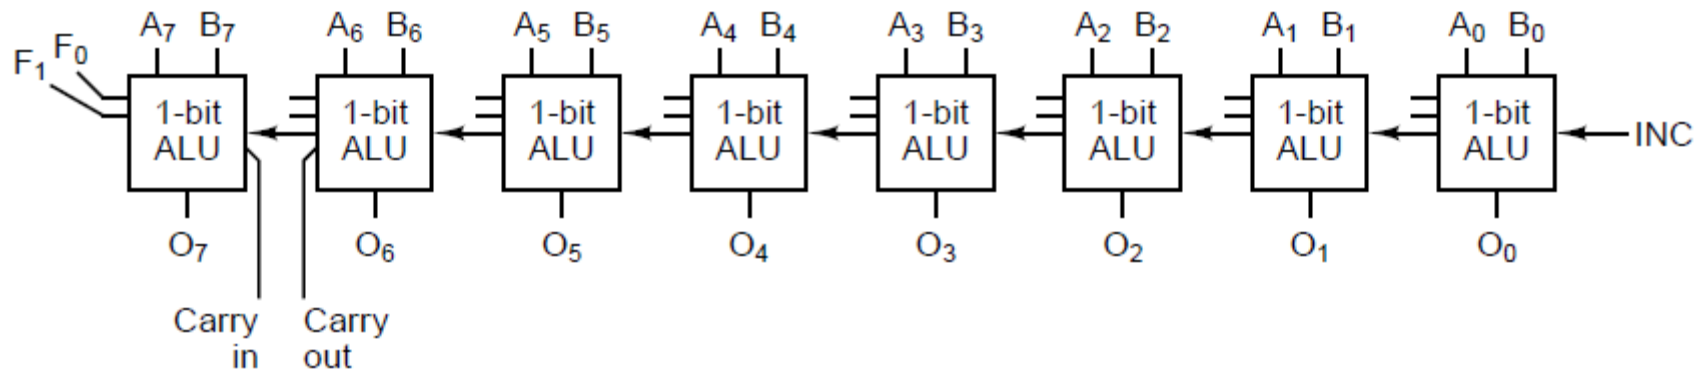 F₁ F₀ A₇ B₇ A₆ B₆ A₅ B₅ A₄ B₄ A₃ B₃ A₂ B₂ A₁ B₁ A₀ B₀
1-bit 1-bit 1-bit 1-bit 1-bit 1-bit 1-bit 1-bit
ALU ALU ALU ALU ALU ALU ALU ALU INC
O₇ O₆ O₅ O₄ O₃ O₂ O₁ O₀
Carry Carry
in out